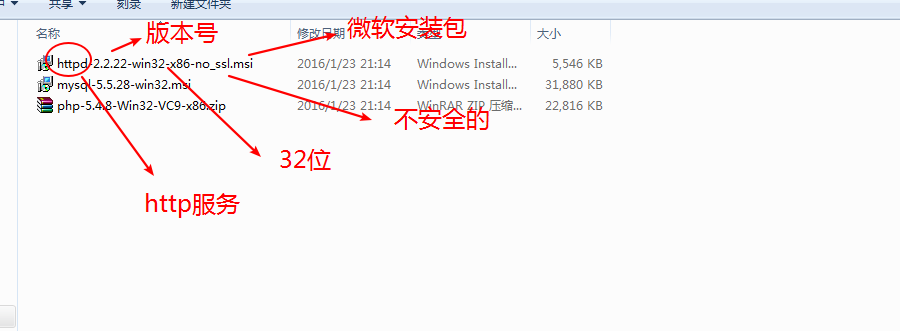 共享 刻录 新建文件夹
名称 修改日期 类型 大小
版本号 微软安装包
httpd-2.2.22-win32-x86-no_ssl.msi 2016/1/23 21:14 Windows Install... 5,546 KB
mysql-5.5.28-win32.msi 2016/1/23 21:14 Windows Install... 31,880 KB
php-5.4.8-Win32-VC9-x86.zip 2016/1/23 21:14 WinRAR ZIP 压缩... 22,816 KB
不安全的
32位
http服务